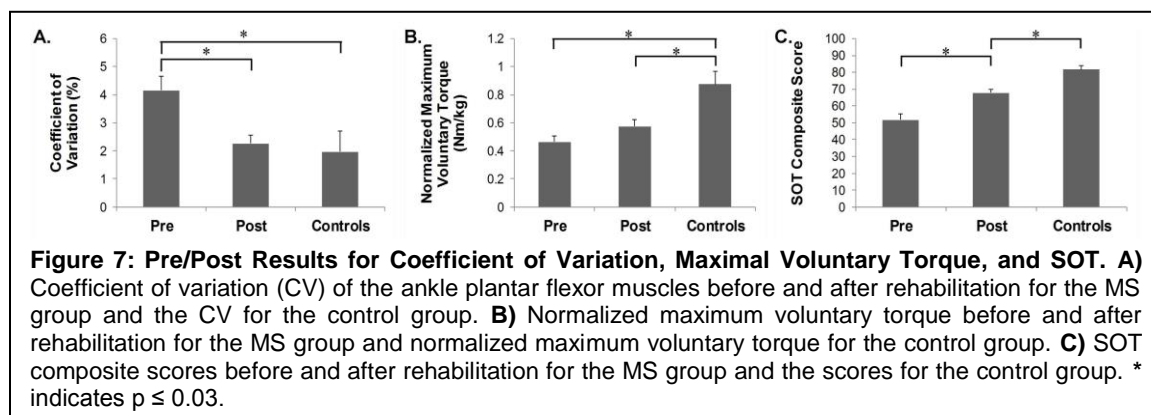 A.
Coefficient of
Variation (%)
6
5
4
3
2
1
0
*
*
Pre Post Controls
B.
Normalized Maximum
Voluntary Torque
(Nm/kg)
1.2
1
0.8
0.6
0.4
0.2
0
*
*
Pre Post Controls
C.
SOT Composite Score
100
90
80
70
60
50
40
30
20
10
0
*
*
Pre Post Controls
Figure 7: Pre/Post Results for Coefficient of Variation, Maximal Voluntary Torque, and SOT. A)
Coefficient of variation (CV) of the ankle plantar flexor muscles before and after rehabilitation for the MS
group and the CV for the control group. B) Normalized maximum voluntary torque before and after
rehabilitation for the MS group and normalized maximum voluntary torque for the control group. C) SOT
composite scores before and after rehabilitation for the MS group and the scores for the control group. *
indicates p ≤ 0.03.